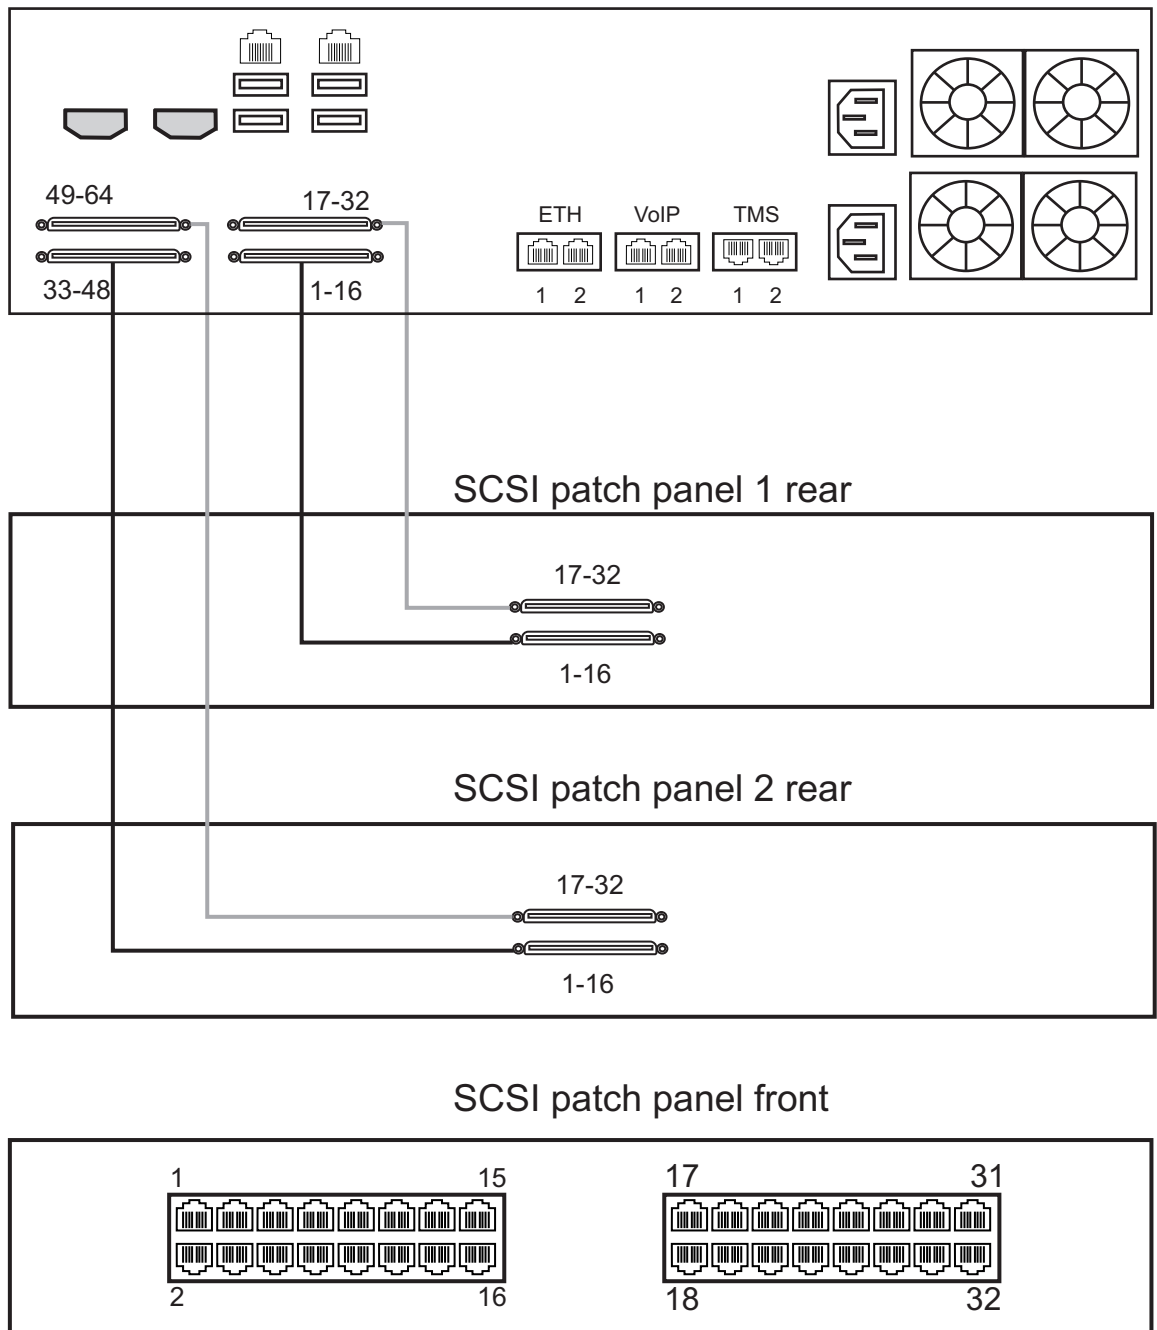 49-64
17-32
ETH VoIP TMS
33-48
1-16
1 2 1 2 1 2
SCSI patch panel 1 rear
17-32
1-16
SCSI patch panel 2 rear
17-32
1-16
SCSI patch panel front
1 15 17 31
2 16 18 32